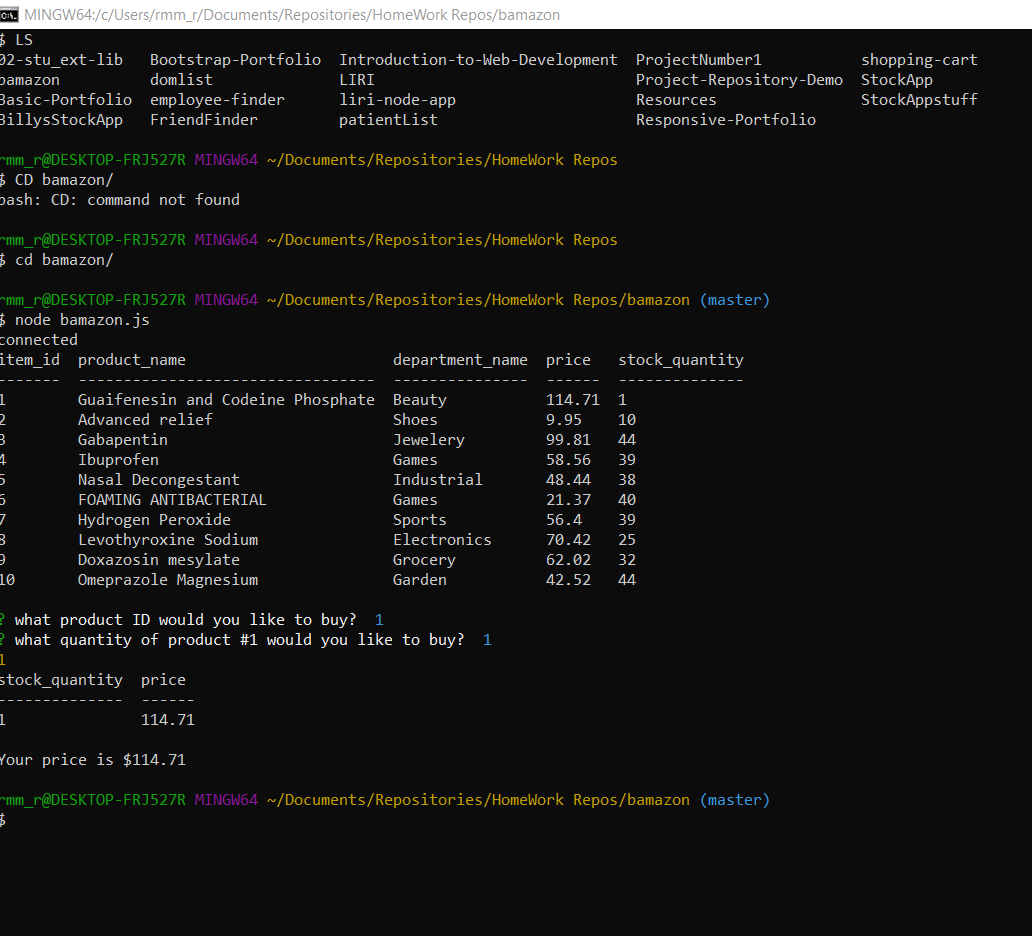 MINGW64:/c/Users/rmm_r/Documents/Repositories/HomeWork Repos/bamazon
$ LS
02-stu_ext-lib Bootstrap-Portfolio Introduction-to-Web-Development ProjectNumber1 shopping-cart
bamazon domlist LIRI Project-Repository-Demo StockApp
Basic-Portfolio employee-finder liri-node-app Resources StockAppstuff
BillysStockApp FriendFinder patientList Responsive-Portfolio
rmm_r@DESKTOP-FRJ527R MINGW64 ~/Documents/Repositories/HomeWork Repos
$ CD bamazon/
bash: CD: command not found
rmm_r@DESKTOP-FRJ527R MINGW64 ~/Documents/Repositories/HomeWork Repos
$ cd bamazon/
rmm_r@DESKTOP-FRJ527R MINGW64 ~/Documents/Repositories/HomeWork Repos/bamazon (master)
$ node bamazon.js
connected
item_id product_name department_name price stock_quantity
------- --------------------------------- --------------- ------ --------------
1 Guaifenesin and Codeine Phosphate Beauty 114.71 1
2 Advanced relief Shoes 9.95 10
3 Gabapentin Jewelery 99.81 44
4 Ibuprofen Games 58.56 39
5 Nasal Decongestant Industrial 48.44 38
6 FOAMING ANTIBACTERIAL Games 21.37 40
7 Hydrogen Peroxide Sports 56.4 39
8 Levothyroxine Sodium Electronics 70.42 25
9 Doxazosin mesylate Grocery 62.02 32
10 Omeprazole Magnesium Garden 42.52 44
? what product ID would you like to buy? 1
? what quantity of product #1 would you like to buy? 1
1
stock_quantity price
-------------- ------
1 114.71
Your price is $114.71
rmm_r@DESKTOP-FRJ527R MINGW64 ~/Documents/Repositories/HomeWork Repos/bamazon (master)
$